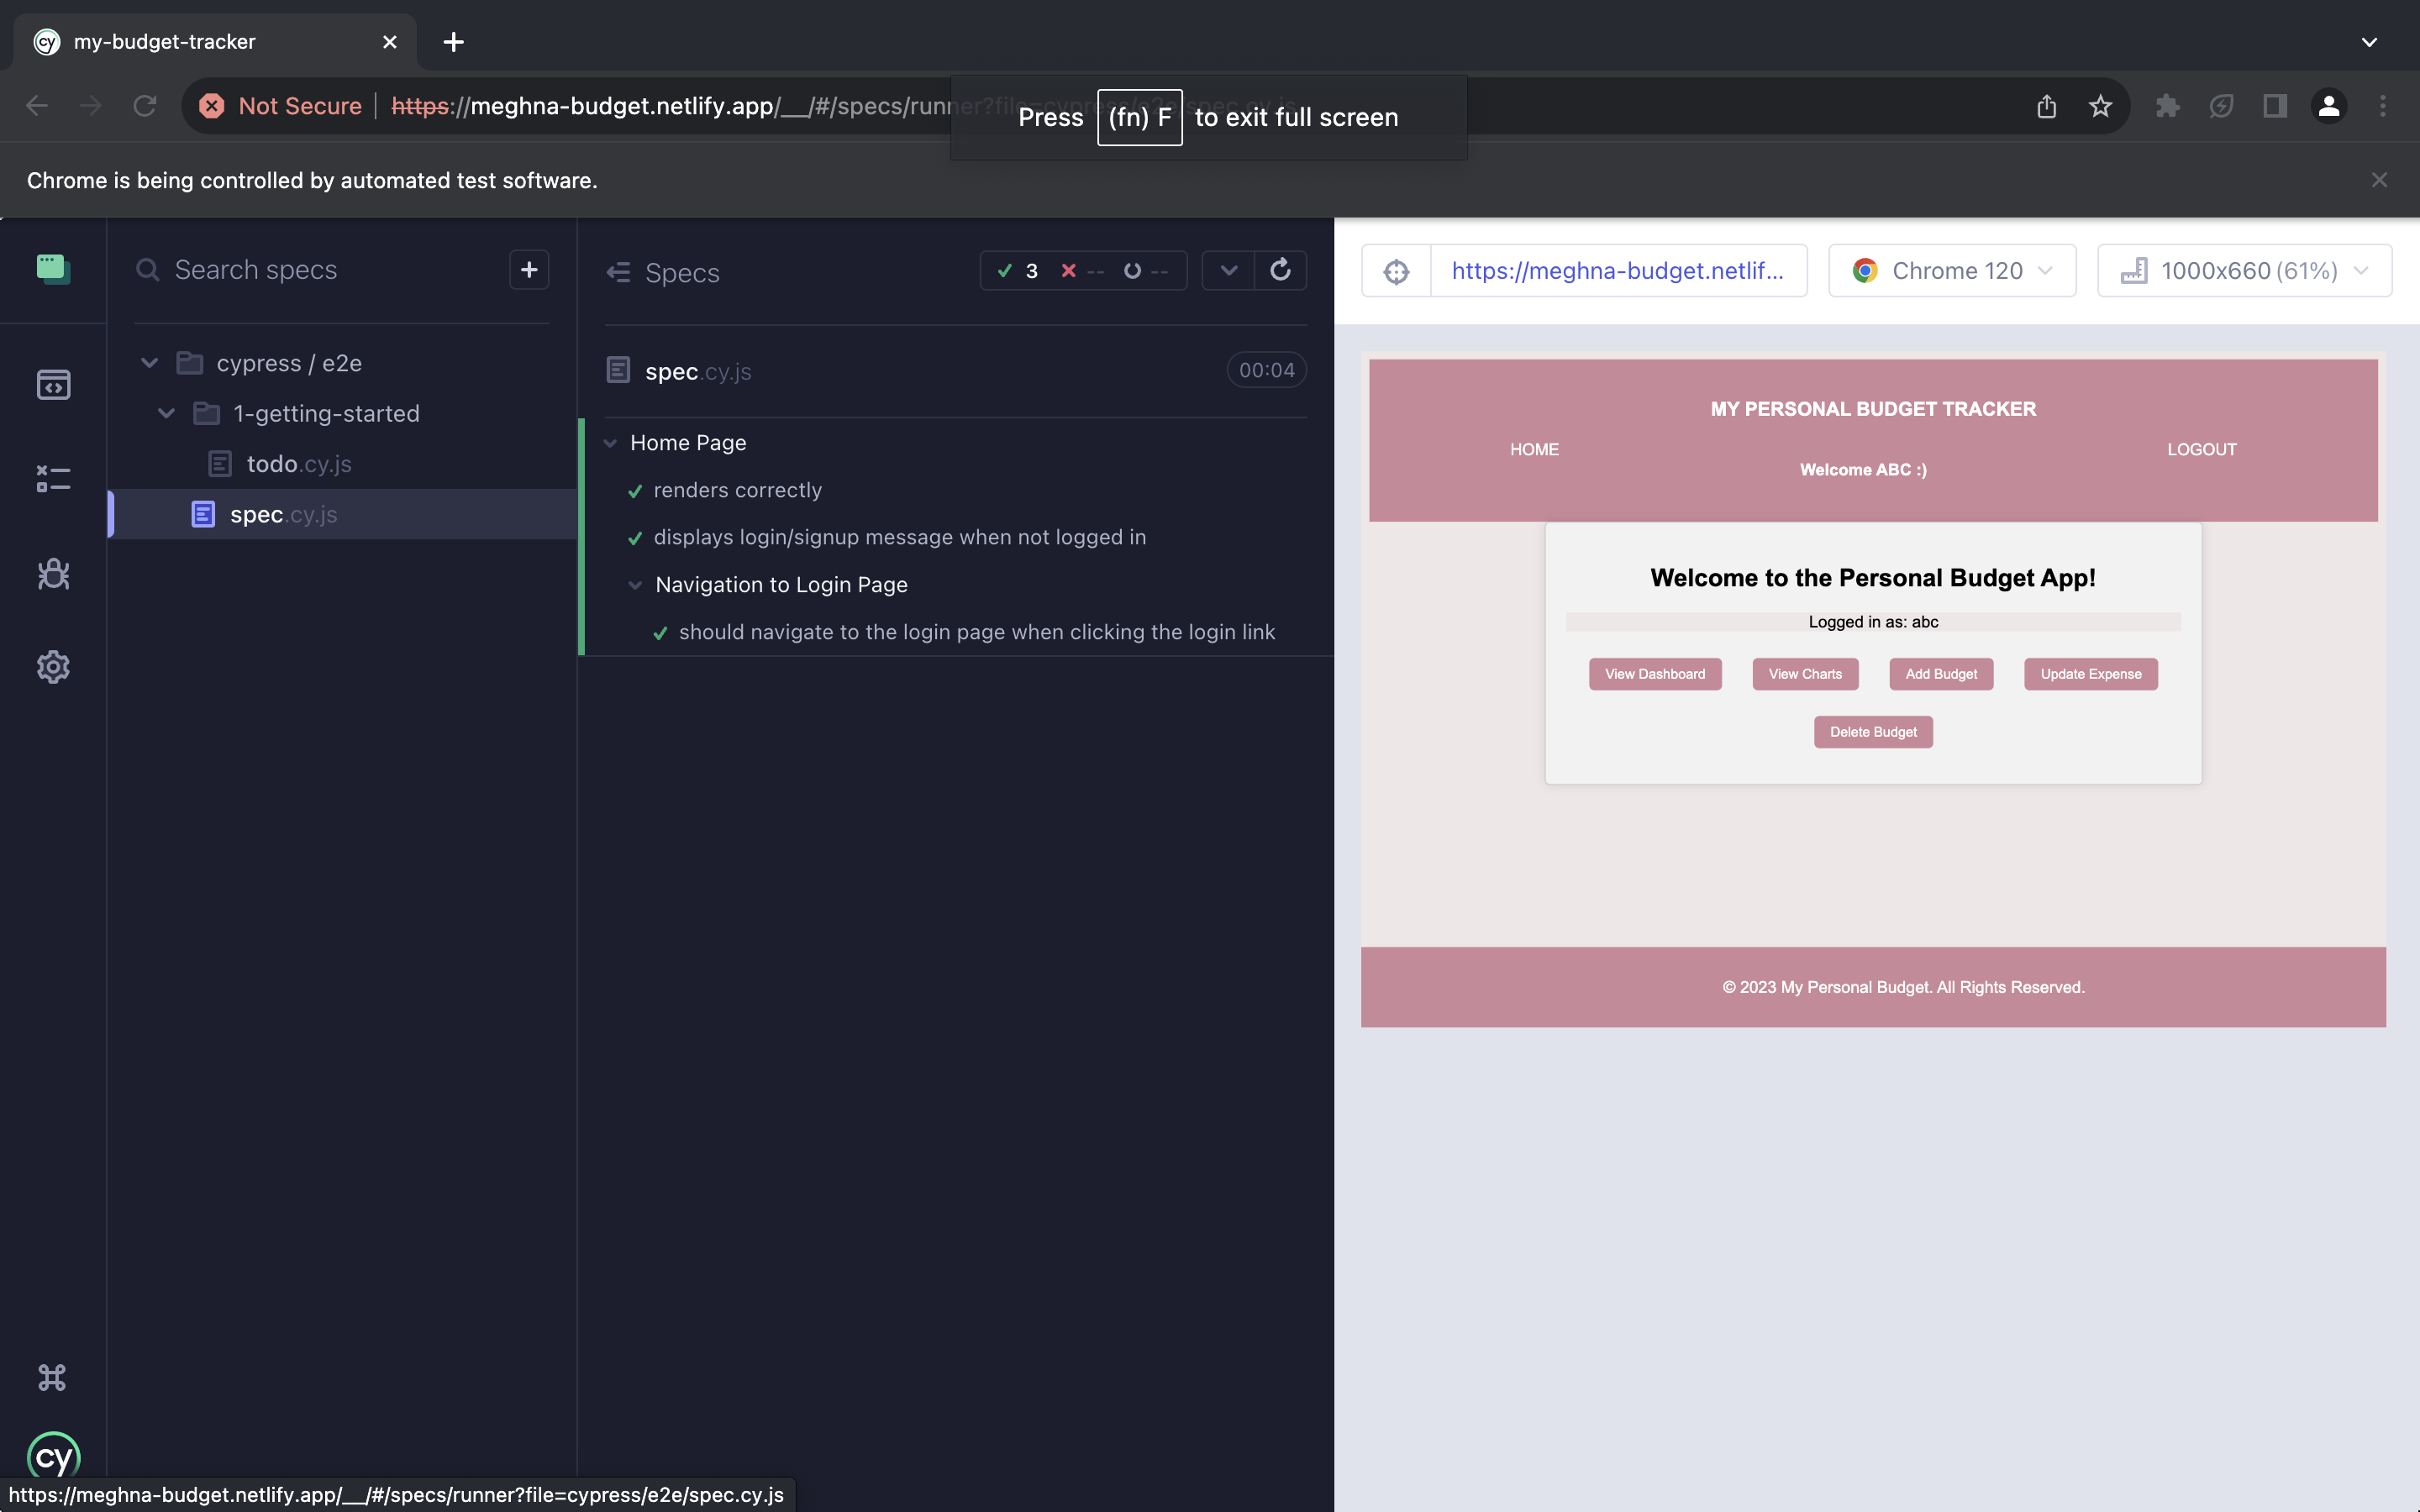 cy my-budget-tracker
Not Secure https://meghna-budget.netlify.app/__/#/specs/runner?file=cypress/e2e/spec.cy.js
Press (fn) F to exit full screen
Chrome is being controlled by automated test software.
Search specs
cypress / e2e
1-getting-started
todo.cy.js
spec.cy.js
Specs
3 -- --
spec.cy.js 00:04
Home Page
renders correctly
displays login/signup message when not logged in
Navigation to Login Page
should navigate to the login page when clicking the login link
https://meghna-budget.netlif... Chrome 120 1000x660 (61%)
MY PERSONAL BUDGET TRACKER
HOME LOGOUT
Welcome ABC :)
Welcome to the Personal Budget App!
Logged in as: abc
View Dashboard View Charts Add Budget Update Expense
Delete Budget
© 2023 My Personal Budget. All Rights Reserved.
cy
https://meghna-budget.netlify.app/__/#/specs/runner?file=cypress/e2e/spec.cy.js